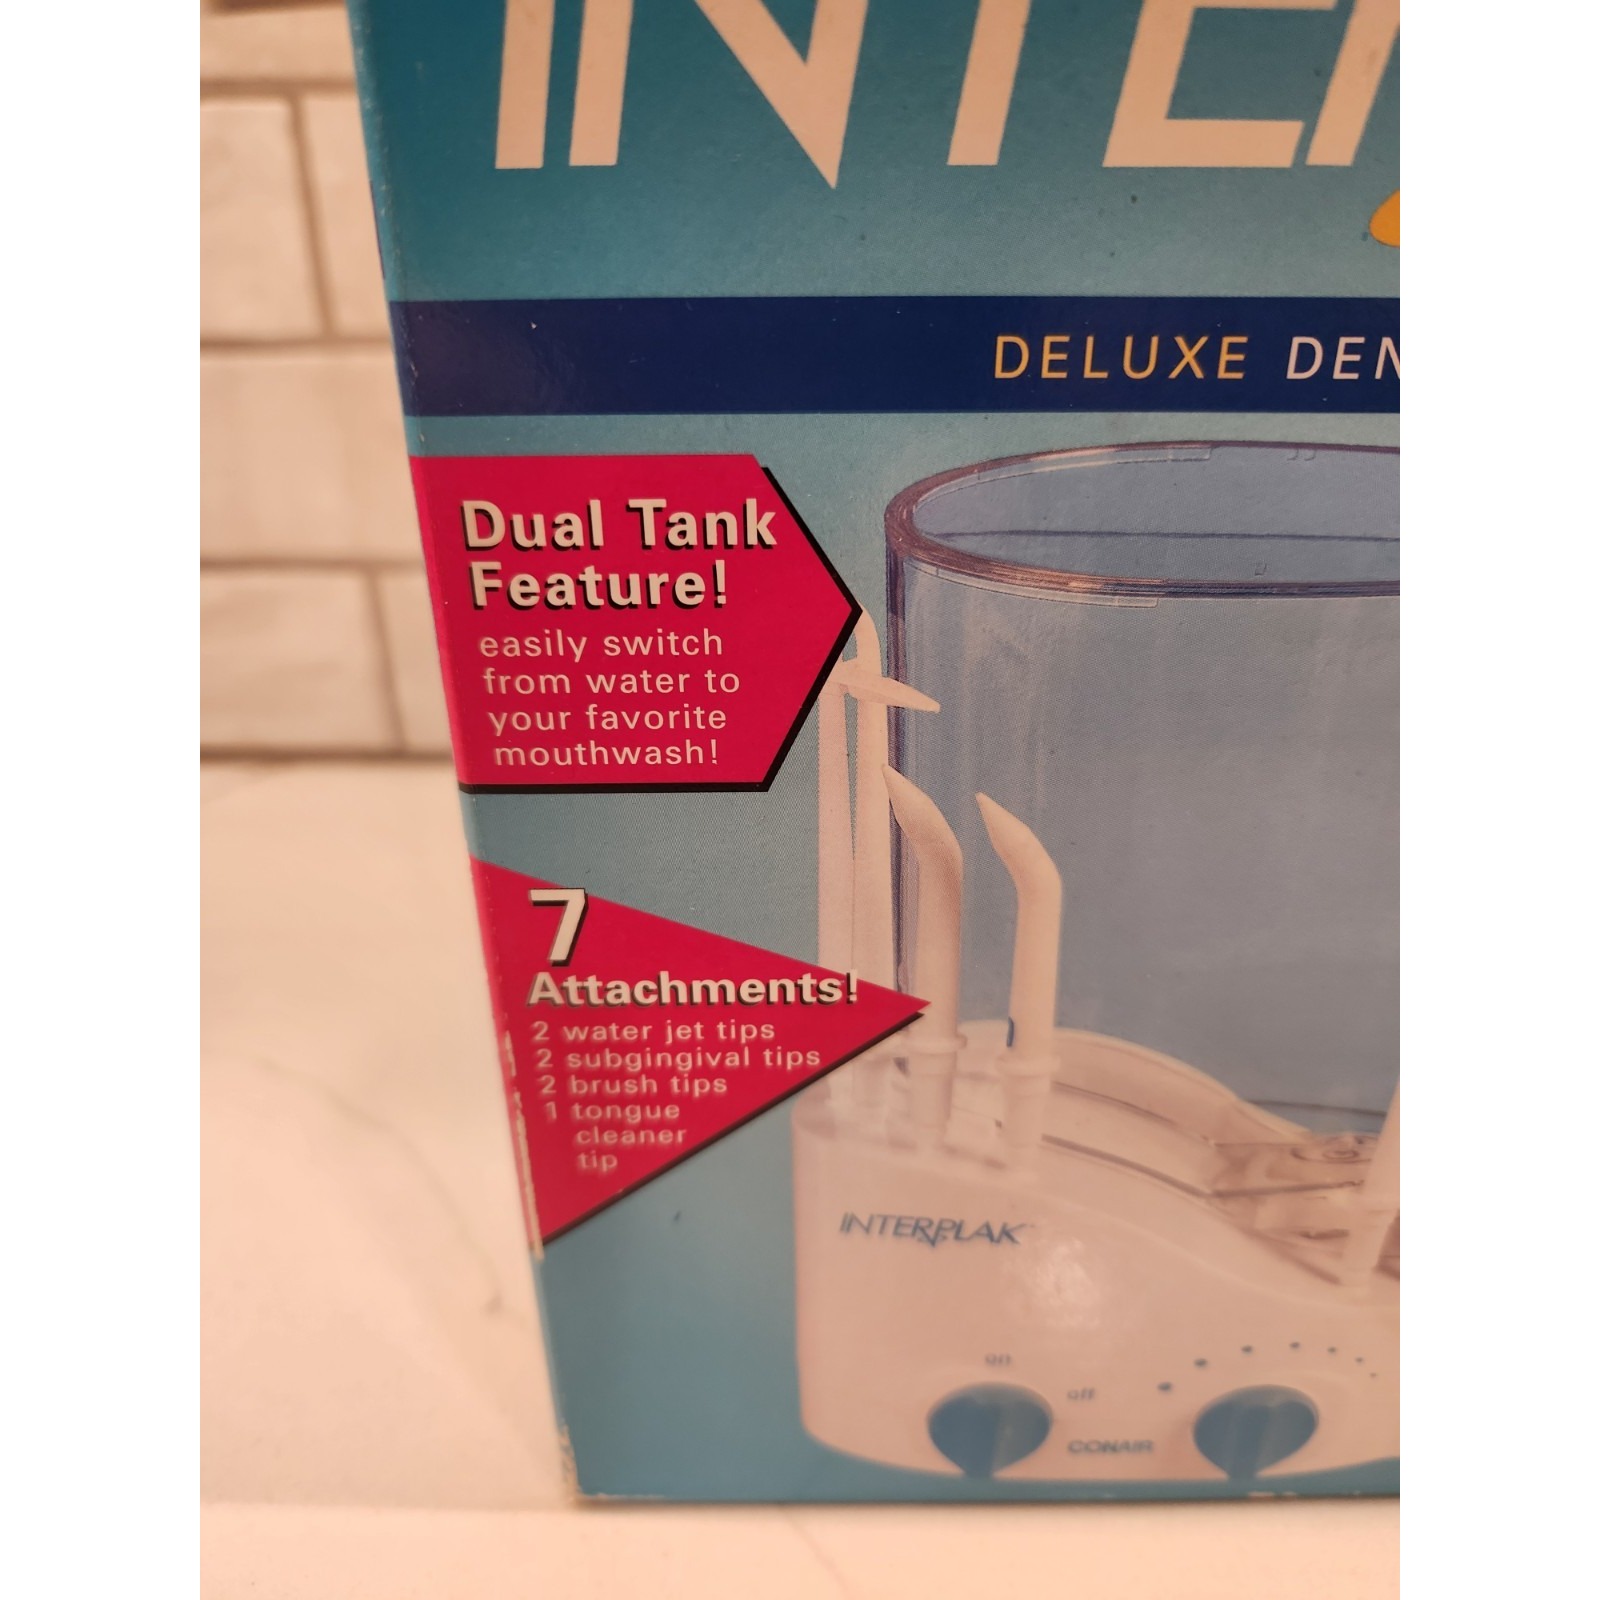 INTER
DELUXE DEN
Dual Tank
Feature!
easily switch
from water to
your favorite
mouthwash!
7
Attachments!
2 water jet tips
2 subgingival tips
2 brush tips
1 tongue
cleaner
tip
INTERPLAK
on
off
CONAIR